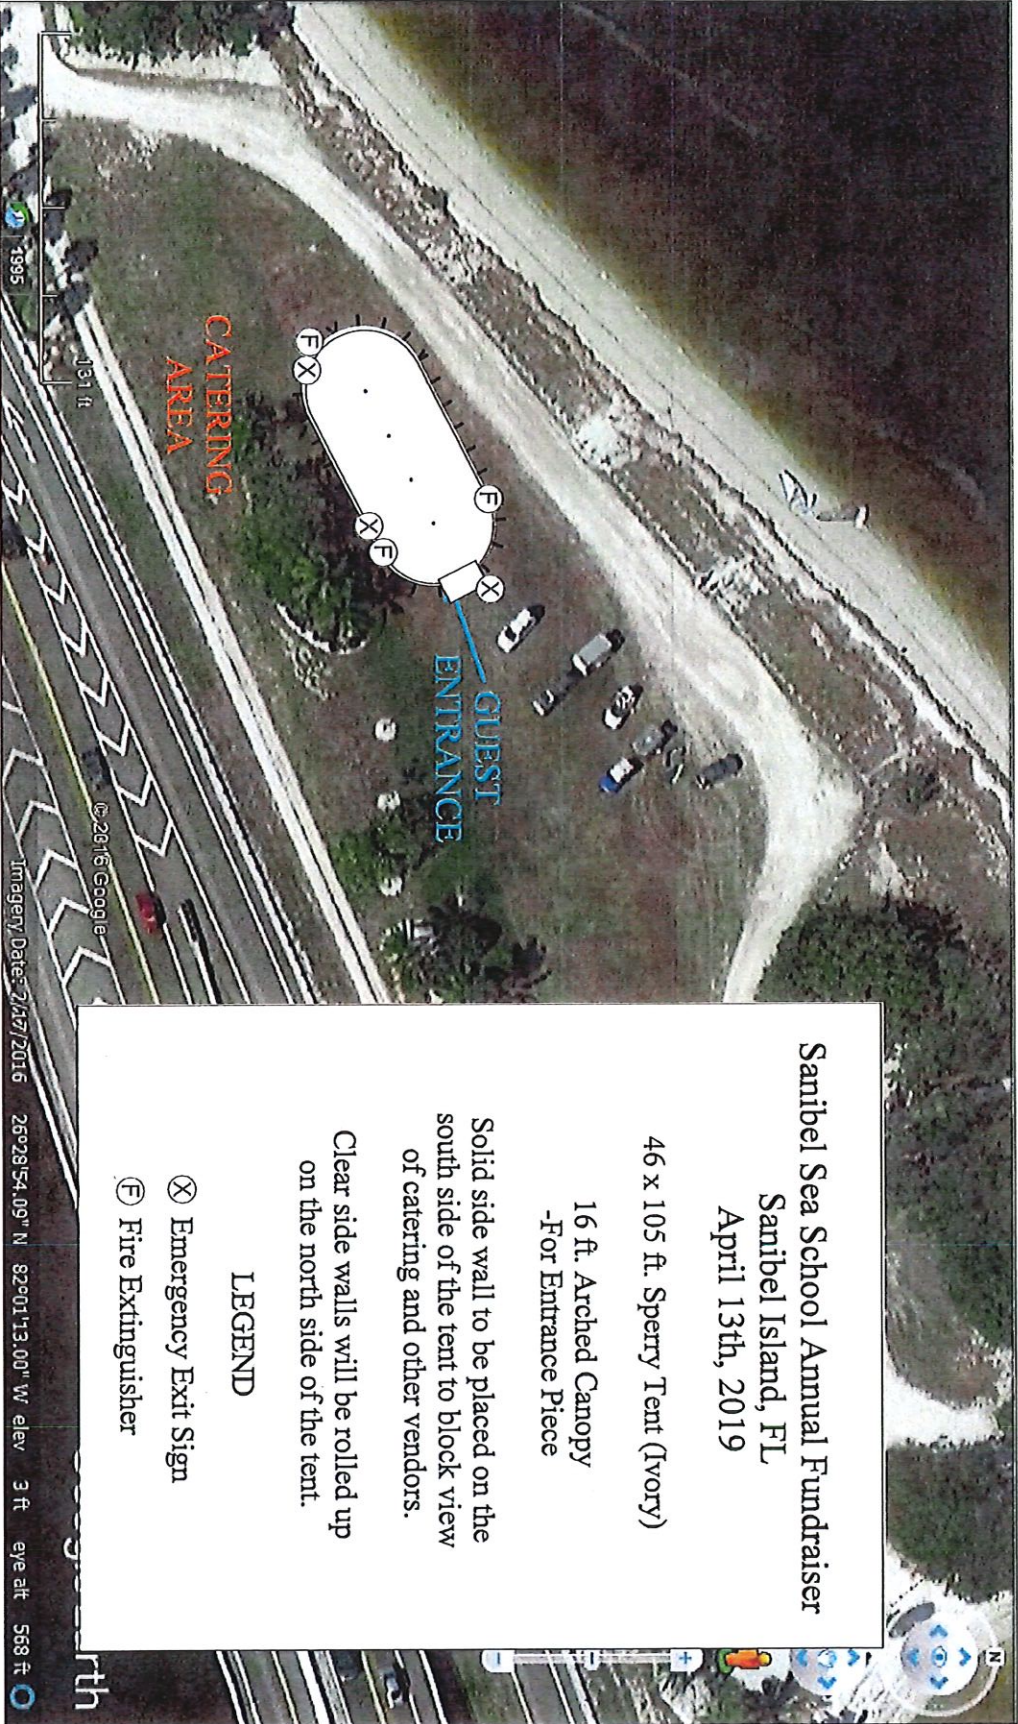 Sanibel Sea School Annual Fundraiser
Sanibel Island, FL
April 13th, 2019
46 x 105 ft. Sperry Tent (Ivory)
16 ft. Arched Canopy
-For Entrance Piece
Solid side wall to be placed on the
south side of the tent to block view
of catering and other vendors.
Clear side walls will be rolled up
on the north side of the tent.
LEGEND
X Emergency Exit Sign
F Fire Extinguisher
N
F
X
GUEST
ENTRANCE
X
F
F
X
CATERING
AREA
131 ft
© 2016 Google
1995
Imagery Date: 2/17/2016 26°28'54.09" N 82°01'13.00" W elev 3 ft eye alt 568 ft